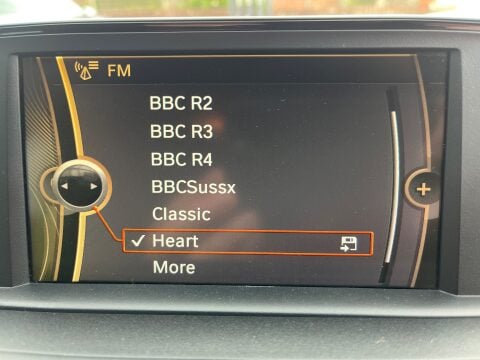 FM
BBC R2
BBC R3
BBC R4
BBCSussx
Classic
Heart
More